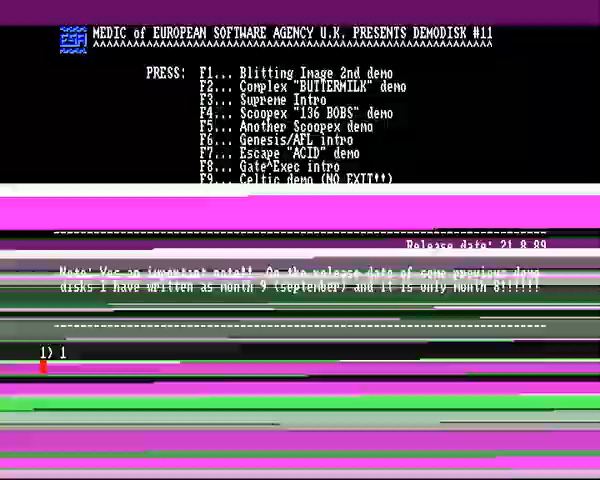 ESA MEDIC of EUROPEAN SOFTWARE AGENCY U.K. PRESENTS DEMODISK #11
PRESS: F1... Blitting Image 2nd demo
F2... Complex "BUTTERMILK" demo
F3... Supreme Intro
F4... Scoopex "136 BOBS" demo
F5... Another Scoopex demo
F6... Genesis/AFL intro
F7... Escape "ACID" demo
F8... Gate^Exec intro
F9... Celtic demo (NO EXIT!!)
Release date: 21.8.89
Note: Yes an important note!!. On the release date of some previous demo
disks I have written as month 9 (september) and it is only month 8!!!!!!
1) 1